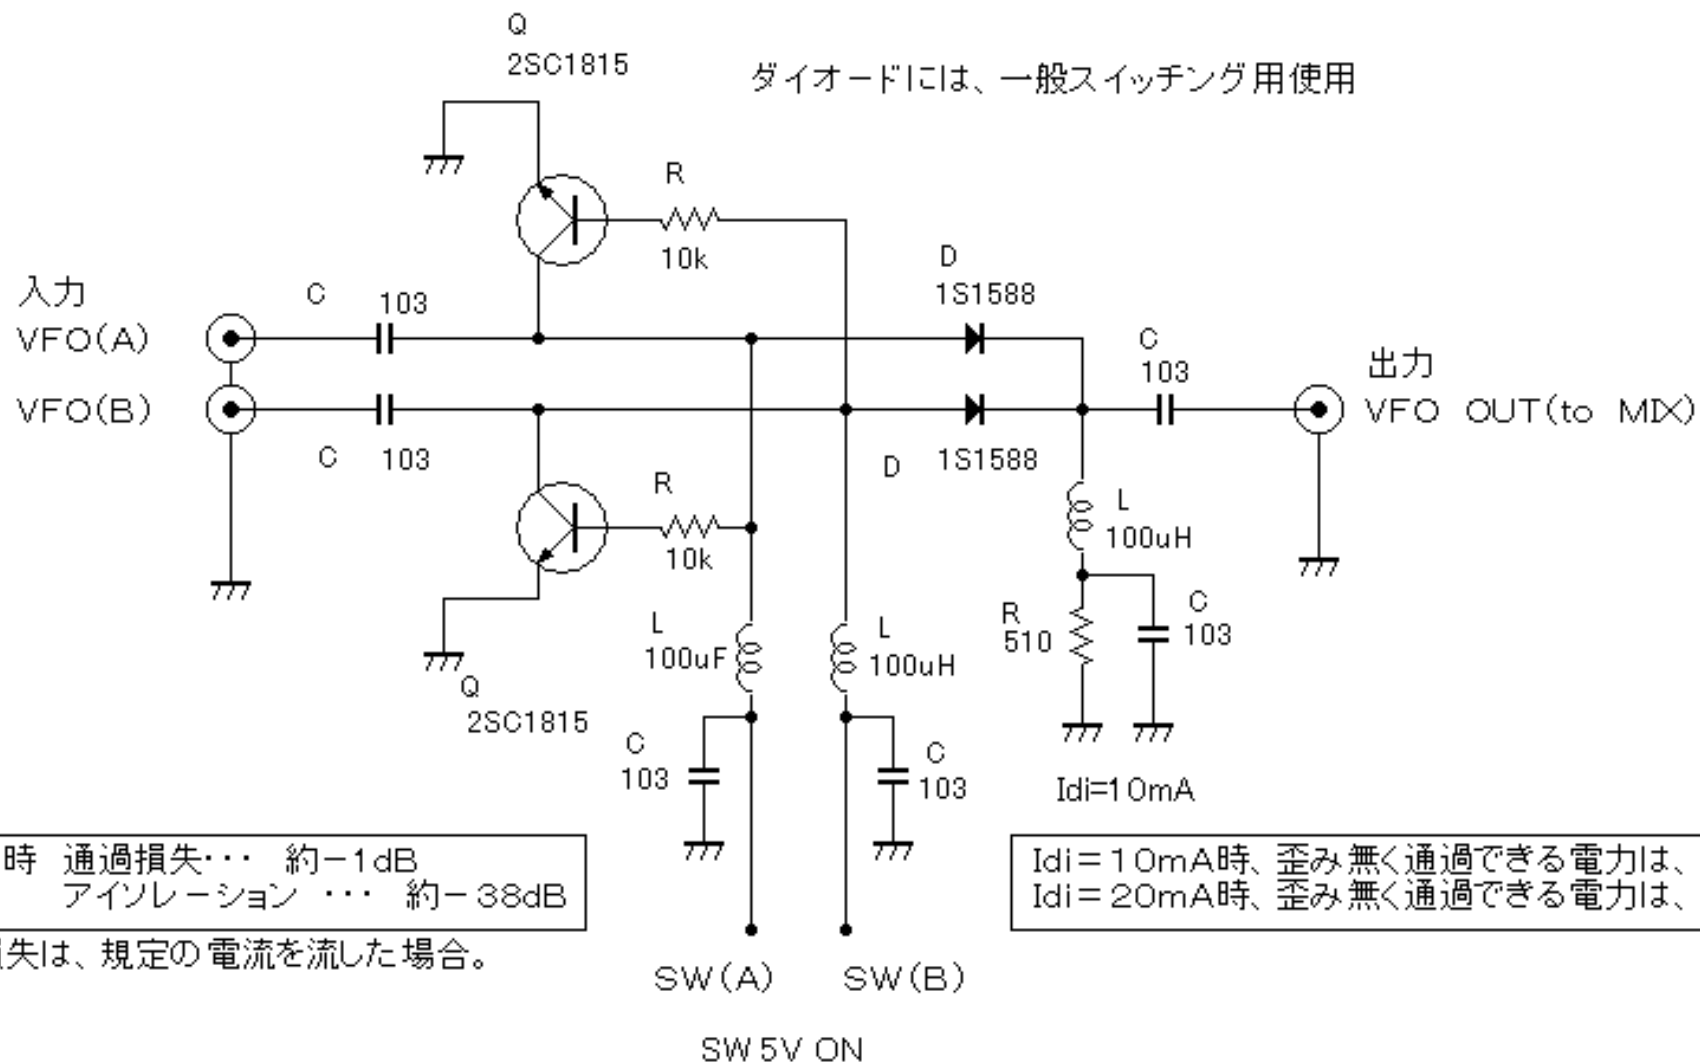 Q
2SC1815
ダイオードには、一般スイッチング用使用
R
10k
D
1S1588
入力
C 103
VFO(A)
C
103
出力
VFO(B)
VFO OUT(to MIX)
C 103
D 1S1588
R
10k
L
100uH
L
100uF
L
100uH
R
510
C
103
Q
2SC1815
C
103
C
103
Idi=10mA
時 通過損失・・・ 約-1dB
アイソレーション ・・・ 約-38dB
Idi=10mA時、歪み無く通過できる電力は、
Idi=20mA時、歪み無く通過できる電力は、
損失は、規定の電流を流した場合。
SW(A) SW(B)
SW 5V ON